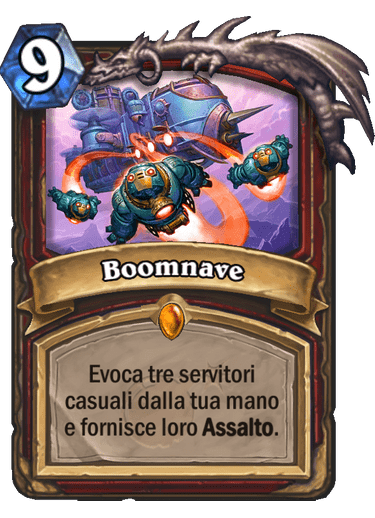 9
Boomnave
Evoca tre servitori
casuali dalla tua mano
e fornisce loro Assalto.